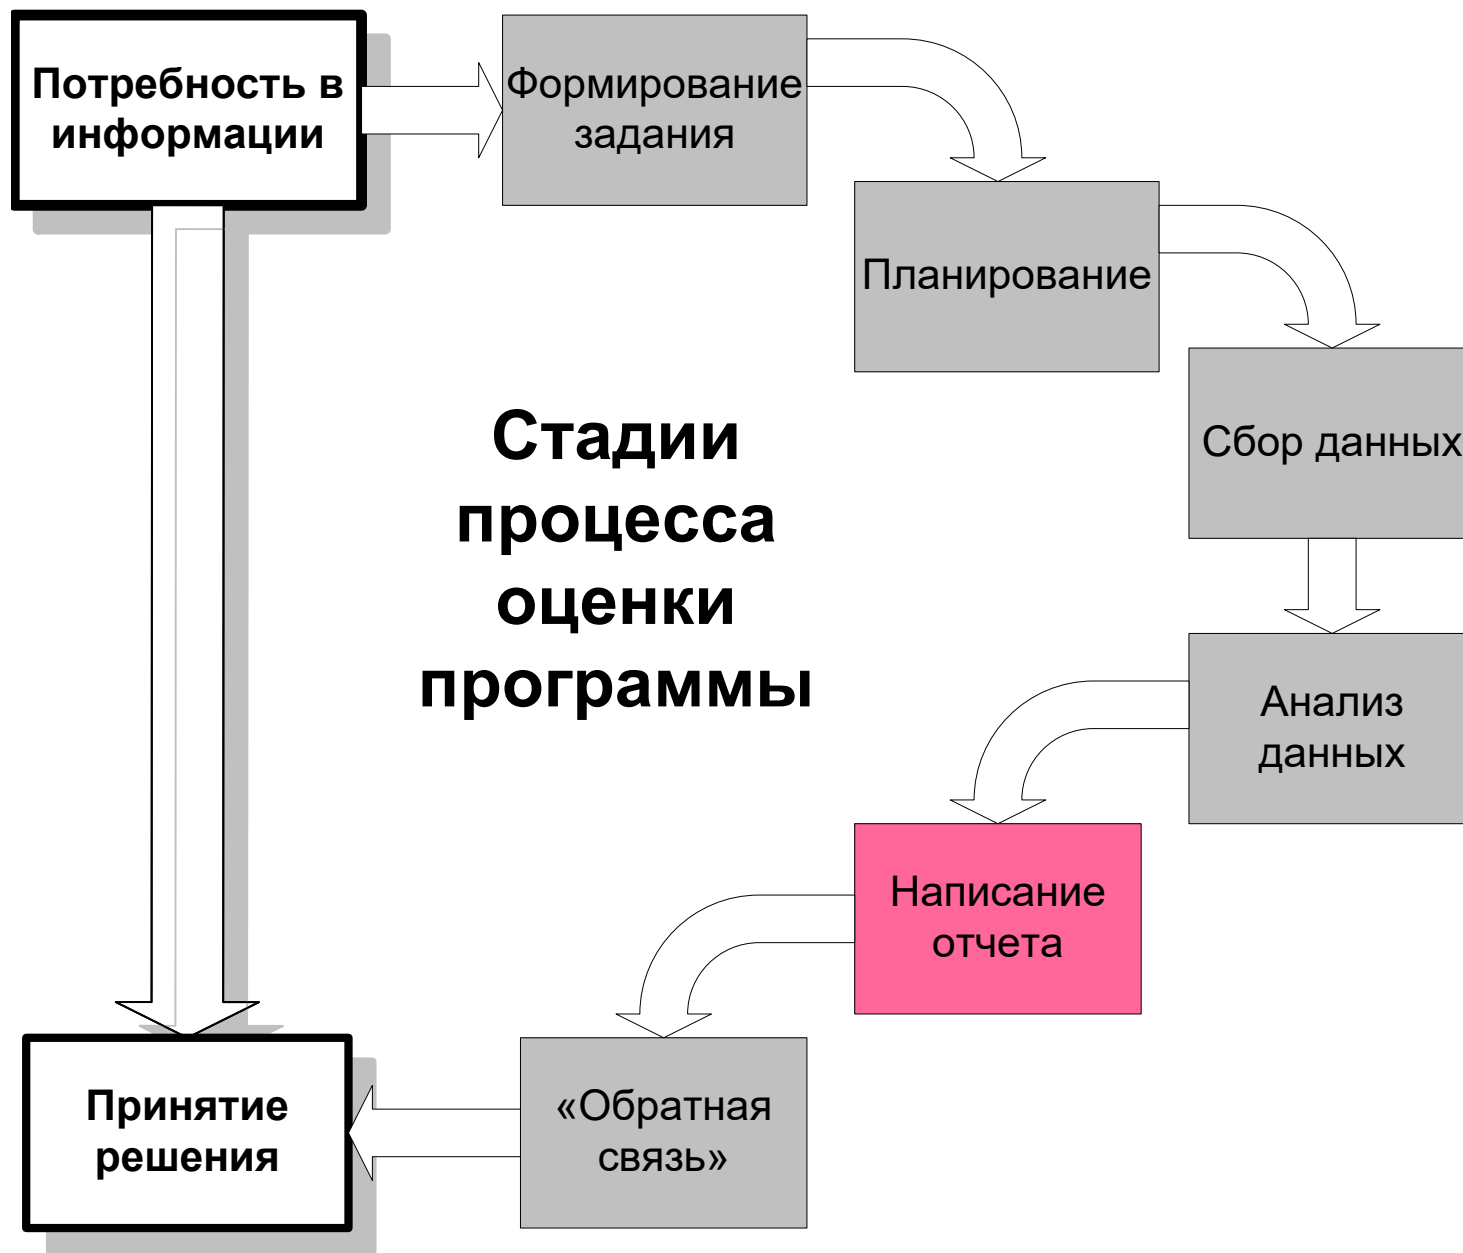 Потребность в
информации
Формирование
задания
Планирование
Сбор данных
Стадии
процесса
оценки
программы
Анализ
данных
Написание
отчета
«Обратная
связь»
Принятие
решения